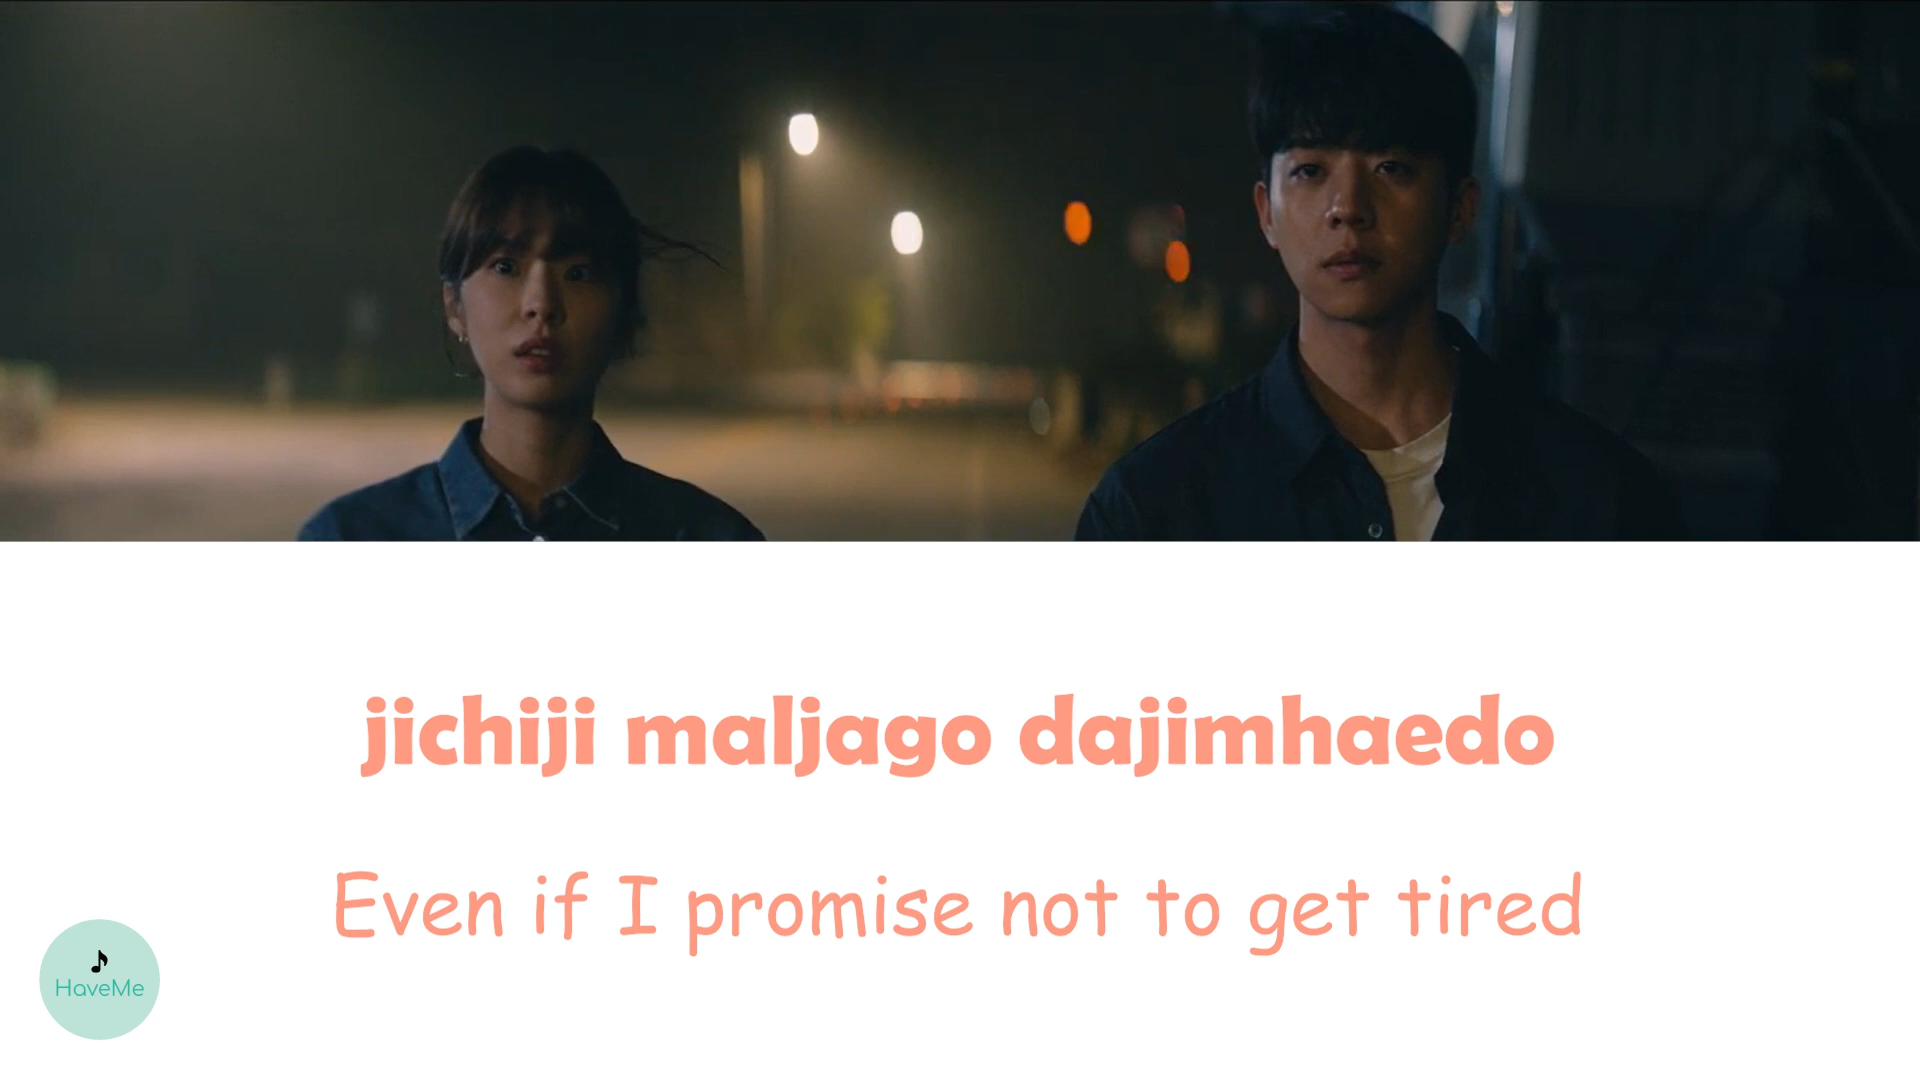 jichiji maljago dajimhaedo
Even if I promise not to get tired
HaveMe